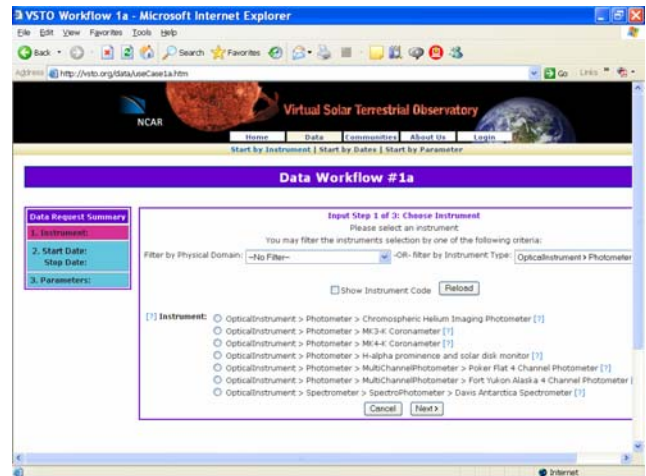 VSTO Workflow 1a - Microsoft Internet Explorer
File Edit View Favorites Tools Help
Back Search Favorites
Address http://vsto.org/data/useCase1a.htm Go Links
NCAR
Virtual Solar Terrestrial Observatory
Home Data Communities About Us Login
Start by Instrument | Start by Dates | Start by Parameter
Data Workflow #1a
Data Request Summary
1. Instrument:
2. Start Date:
Stop Date:
3. Parameters:
Input Step 1 of 3: Choose Instrument
Please select an instrument
You may filter the instruments selection by one of the following criteria:
Filter by Physical Domain: --No Filter-- -OR- filter by Instrument Type: OpticalInstrument > Photometer
Show Instrument Code Reload
[?] Instrument: OpticalInstrument > Photometer > Chromospheric Helium Imaging Photometer [?]
OpticalInstrument > Photometer > MK3-K Coronameter [?]
OpticalInstrument > Photometer > MK4-K Coronameter [?]
OpticalInstrument > Photometer > H-alpha prominence and solar disk monitor [?]
OpticalInstrument > Photometer > MultiChannelPhotometer > Poker Flat 4 Channel Photometer [?]
OpticalInstrument > Photometer > MultiChannelPhotometer > Fort Yukon Alaska 4 Channel Photometer [
OpticalInstrument > Spectrometer > SpectroPhotometer > Davis Antarctica Spectrometer [?]
Cancel Next >
Internet